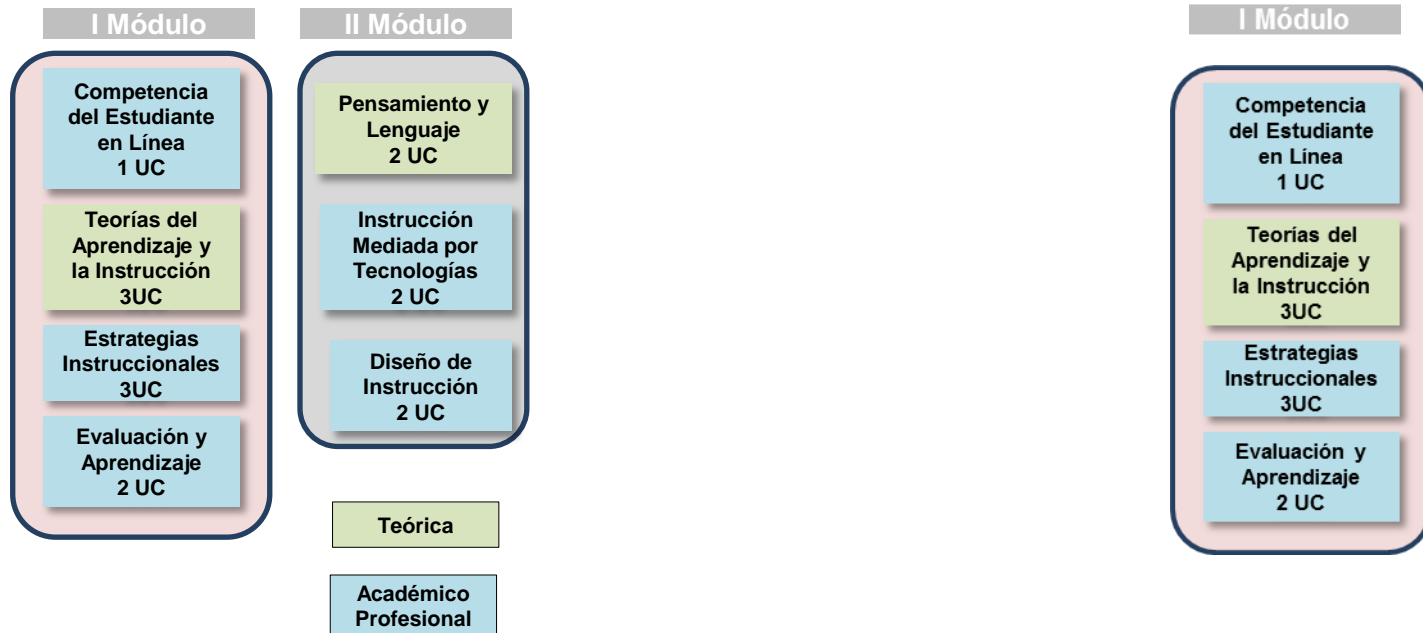 I Módulo
Competencia
del Estudiante
en Línea
1 UC
Teorías del
Aprendizaje y
la Instrucción
3UC
Estrategias
Instruccionales
3UC
Evaluación y
Aprendizaje
2 UC
II Módulo
Pensamiento y
Lenguaje
2 UC
Instrucción
Mediada por
Tecnologías
2 UC
Diseño de
Instrucción
2 UC
Teórica
Académico
Profesional
I Módulo
Competencia
del Estudiante
en Línea
1 UC
Teorías del
Aprendizaje y
la Instrucción
3UC
Estrategias
Instruccionales
3UC
Evaluación y
Aprendizaje
2 UC